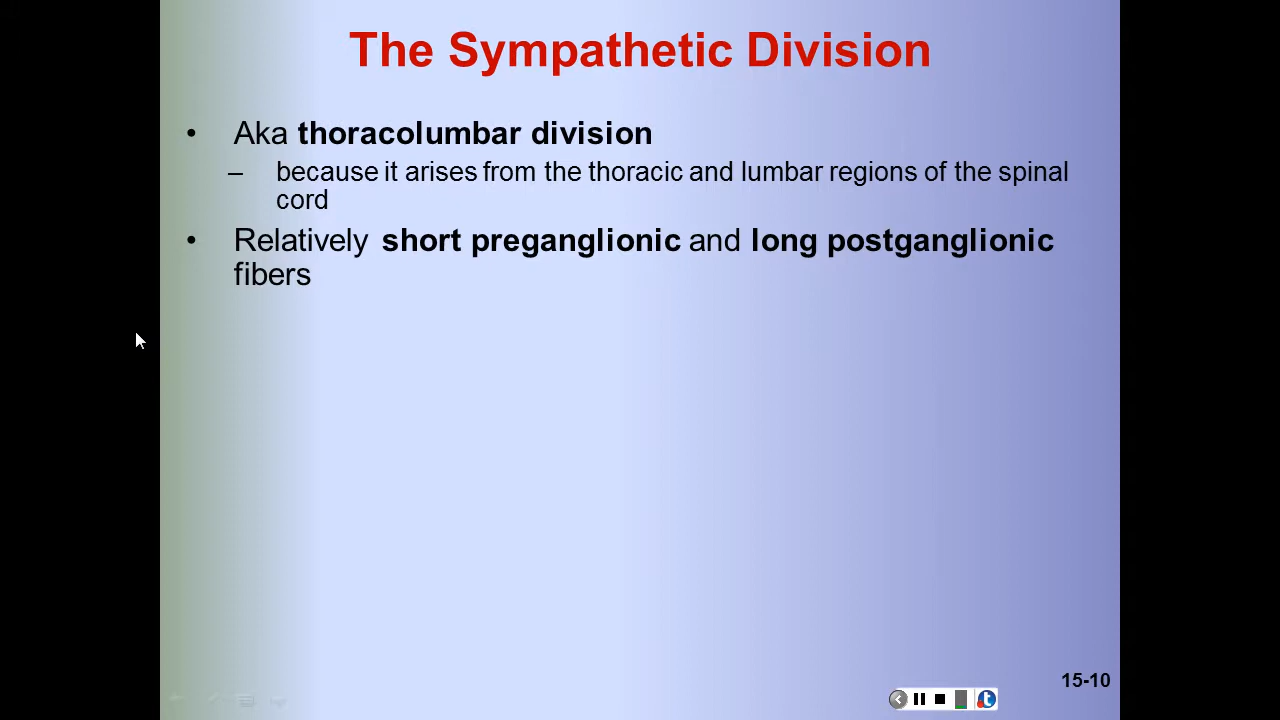 The Sympathetic Division
• Aka thoracolumbar division
– because it arises from the thoracic and lumbar regions of the spinal
cord
• Relatively short preganglionic and long postganglionic
fibers
15-10
t